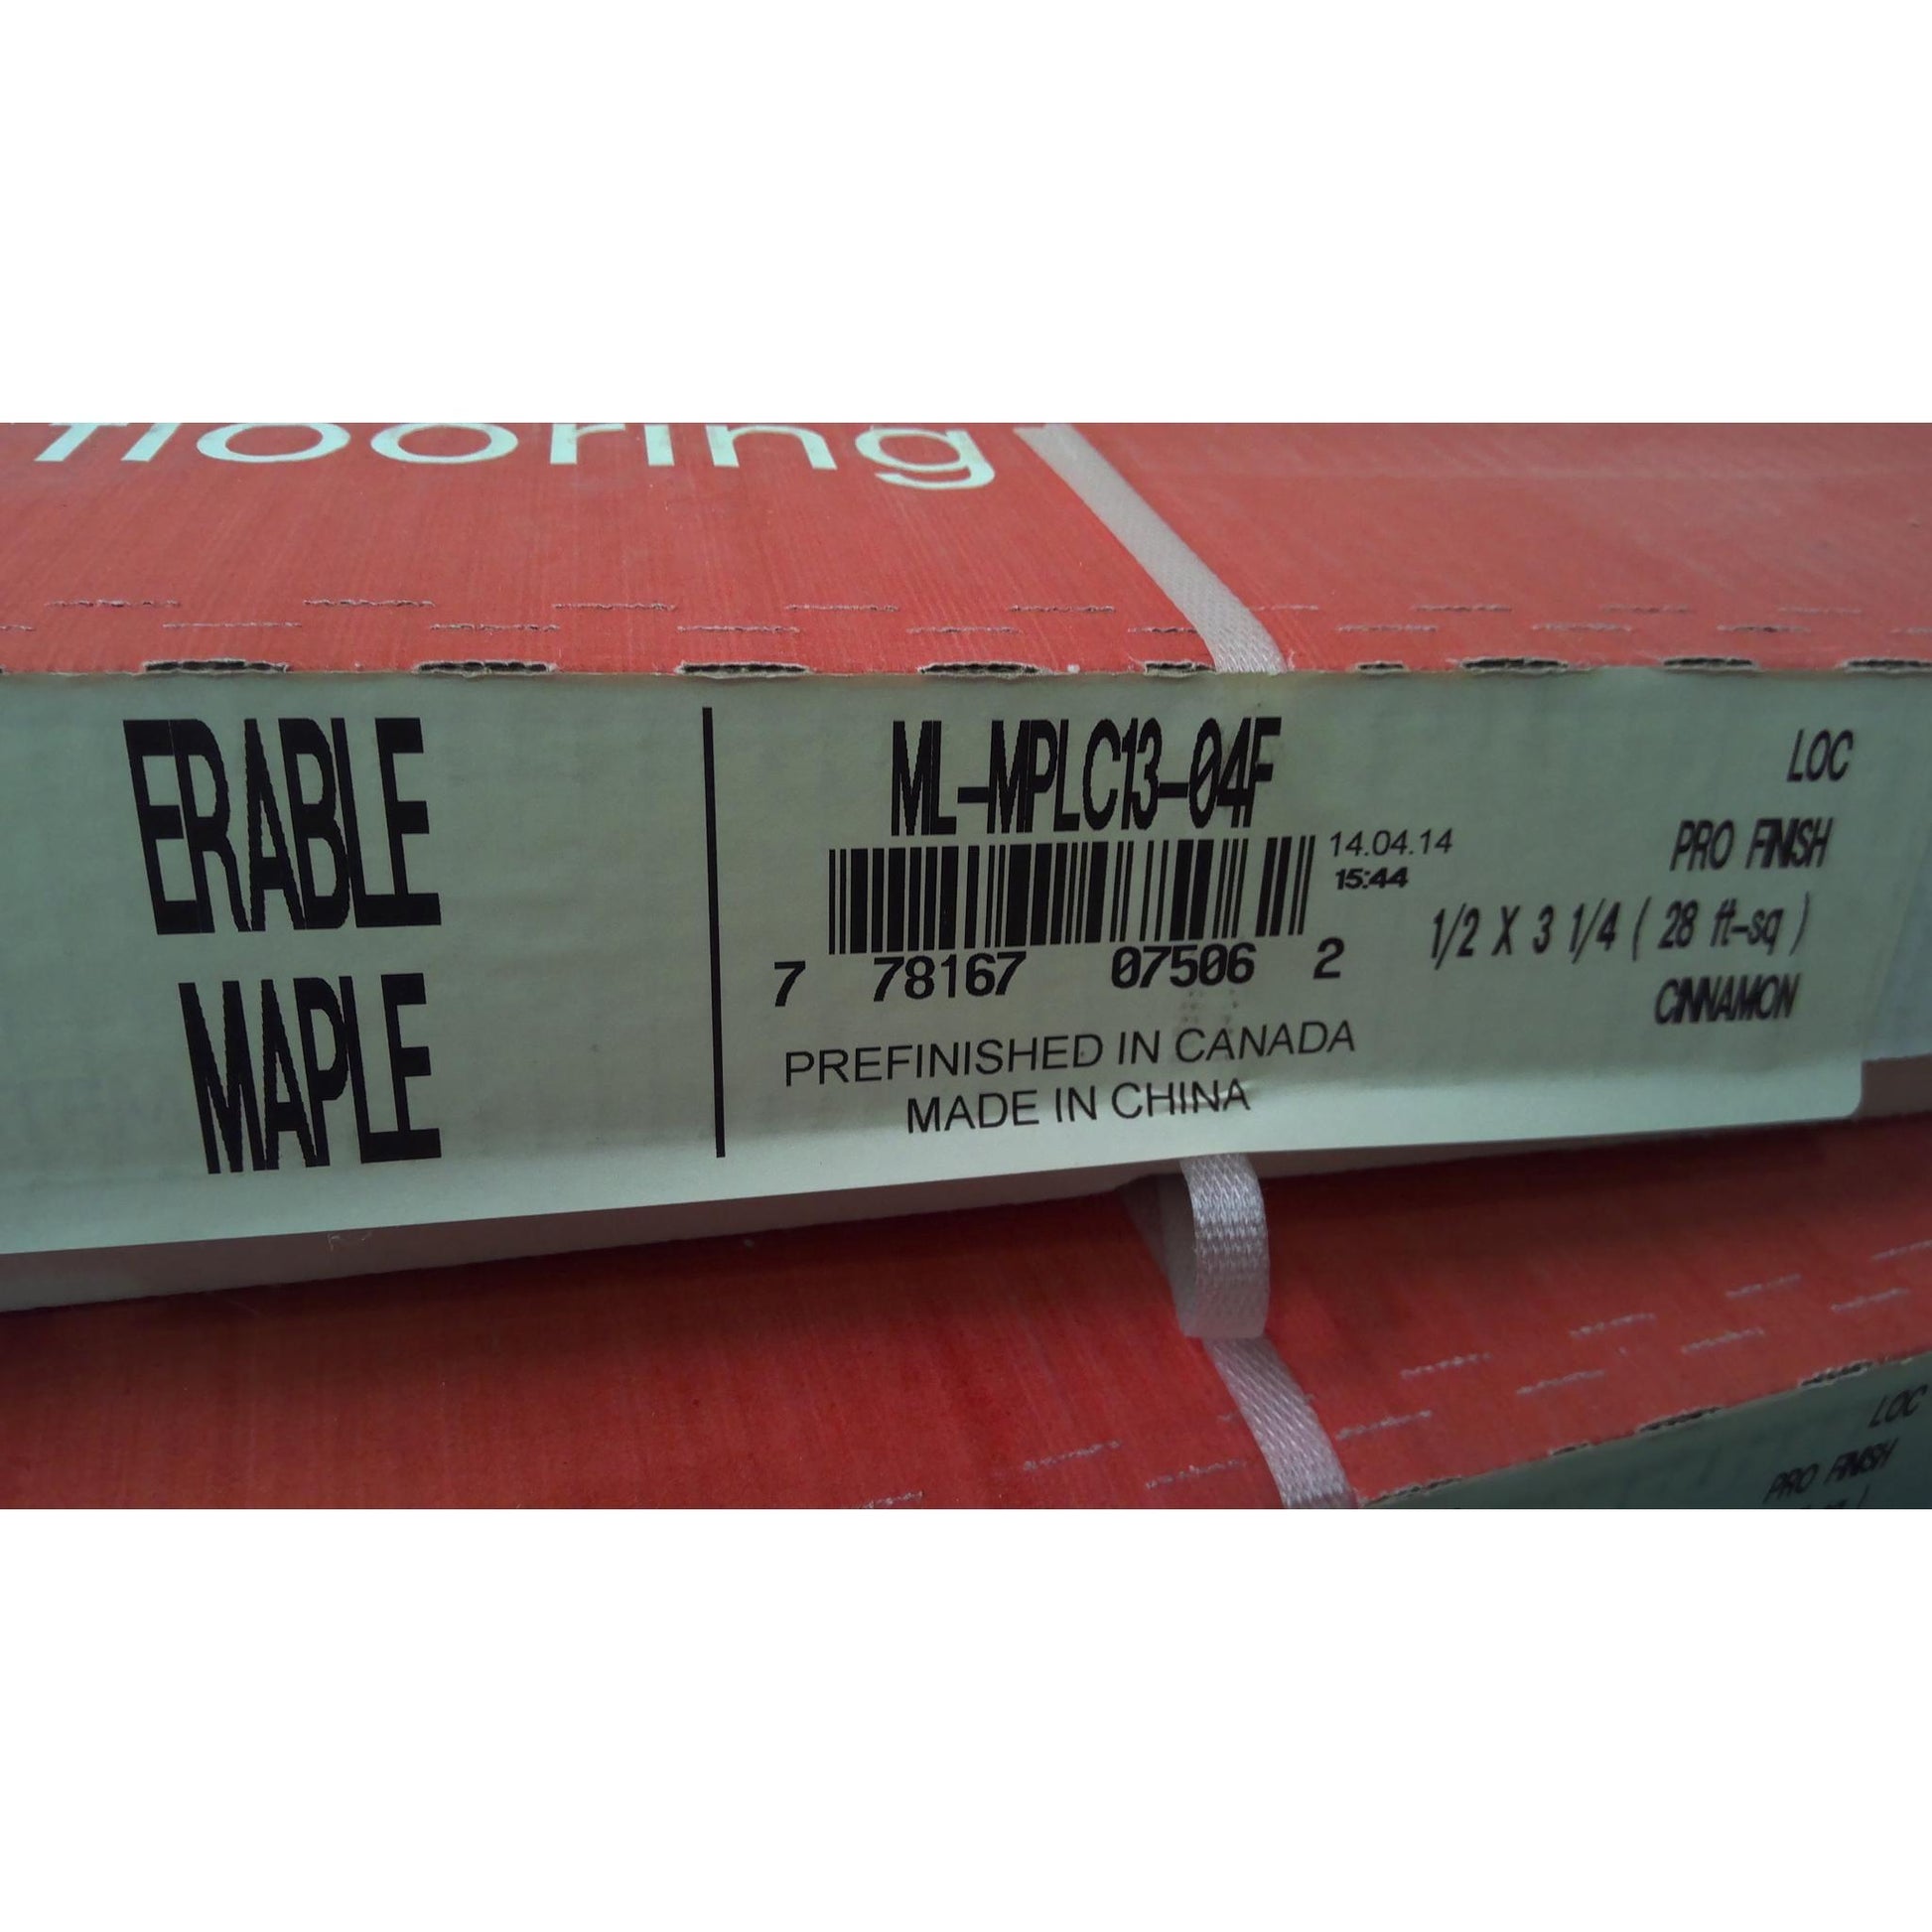 flooring
ERABLE
MAPLE
ML-MPLC13-04F
14.04.14
15:44
7 78167 07506 2
PREFINISHED IN CANADA
MADE IN CHINA
LOC
PRO FINISH
1/2 X 3 1/4 ( 28 ft-sq )
CINNAMON
LOC
PRO FINISH